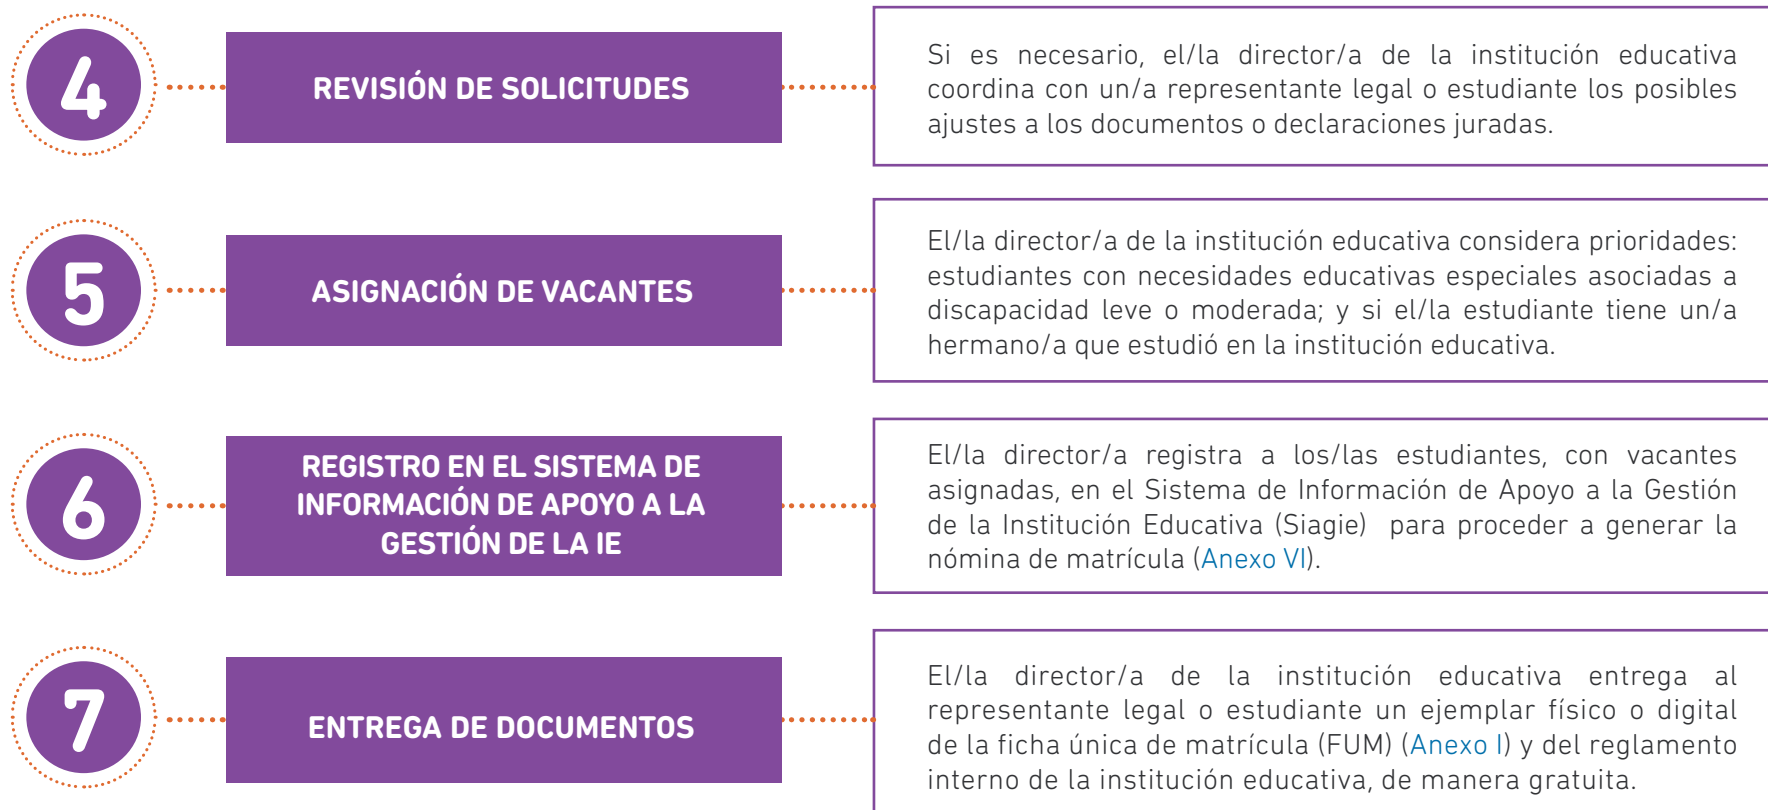 4
REVISIÓN DE SOLICITUDES
Si es necesario, el/la director/a de la institución educativa
coordina con un/a representante legal o estudiante los posibles
ajustes a los documentos o declaraciones juradas.
5
ASIGNACIÓN DE VACANTES
El/la director/a de la institución educativa considera prioridades:
estudiantes con necesidades educativas especiales asociadas a
discapacidad leve o moderada; y si el/la estudiante tiene un/a
hermano/a que estudió en la institución educativa.
6
REGISTRO EN EL SISTEMA DE
INFORMACIÓN DE APOYO A LA
GESTIÓN DE LA IE
El/la director/a registra a los/las estudiantes, con vacantes
asignadas, en el Sistema de Información de Apoyo a la Gestión
de la Institución Educativa (Siagie) para proceder a generar la
nómina de matrícula (Anexo VI).
7
ENTREGA DE DOCUMENTOS
El/la director/a de la institución educativa entrega al
representante legal o estudiante un ejemplar físico o digital
de la ficha única de matrícula (FUM) (Anexo I) y del reglamento
interno de la institución educativa, de manera gratuita.